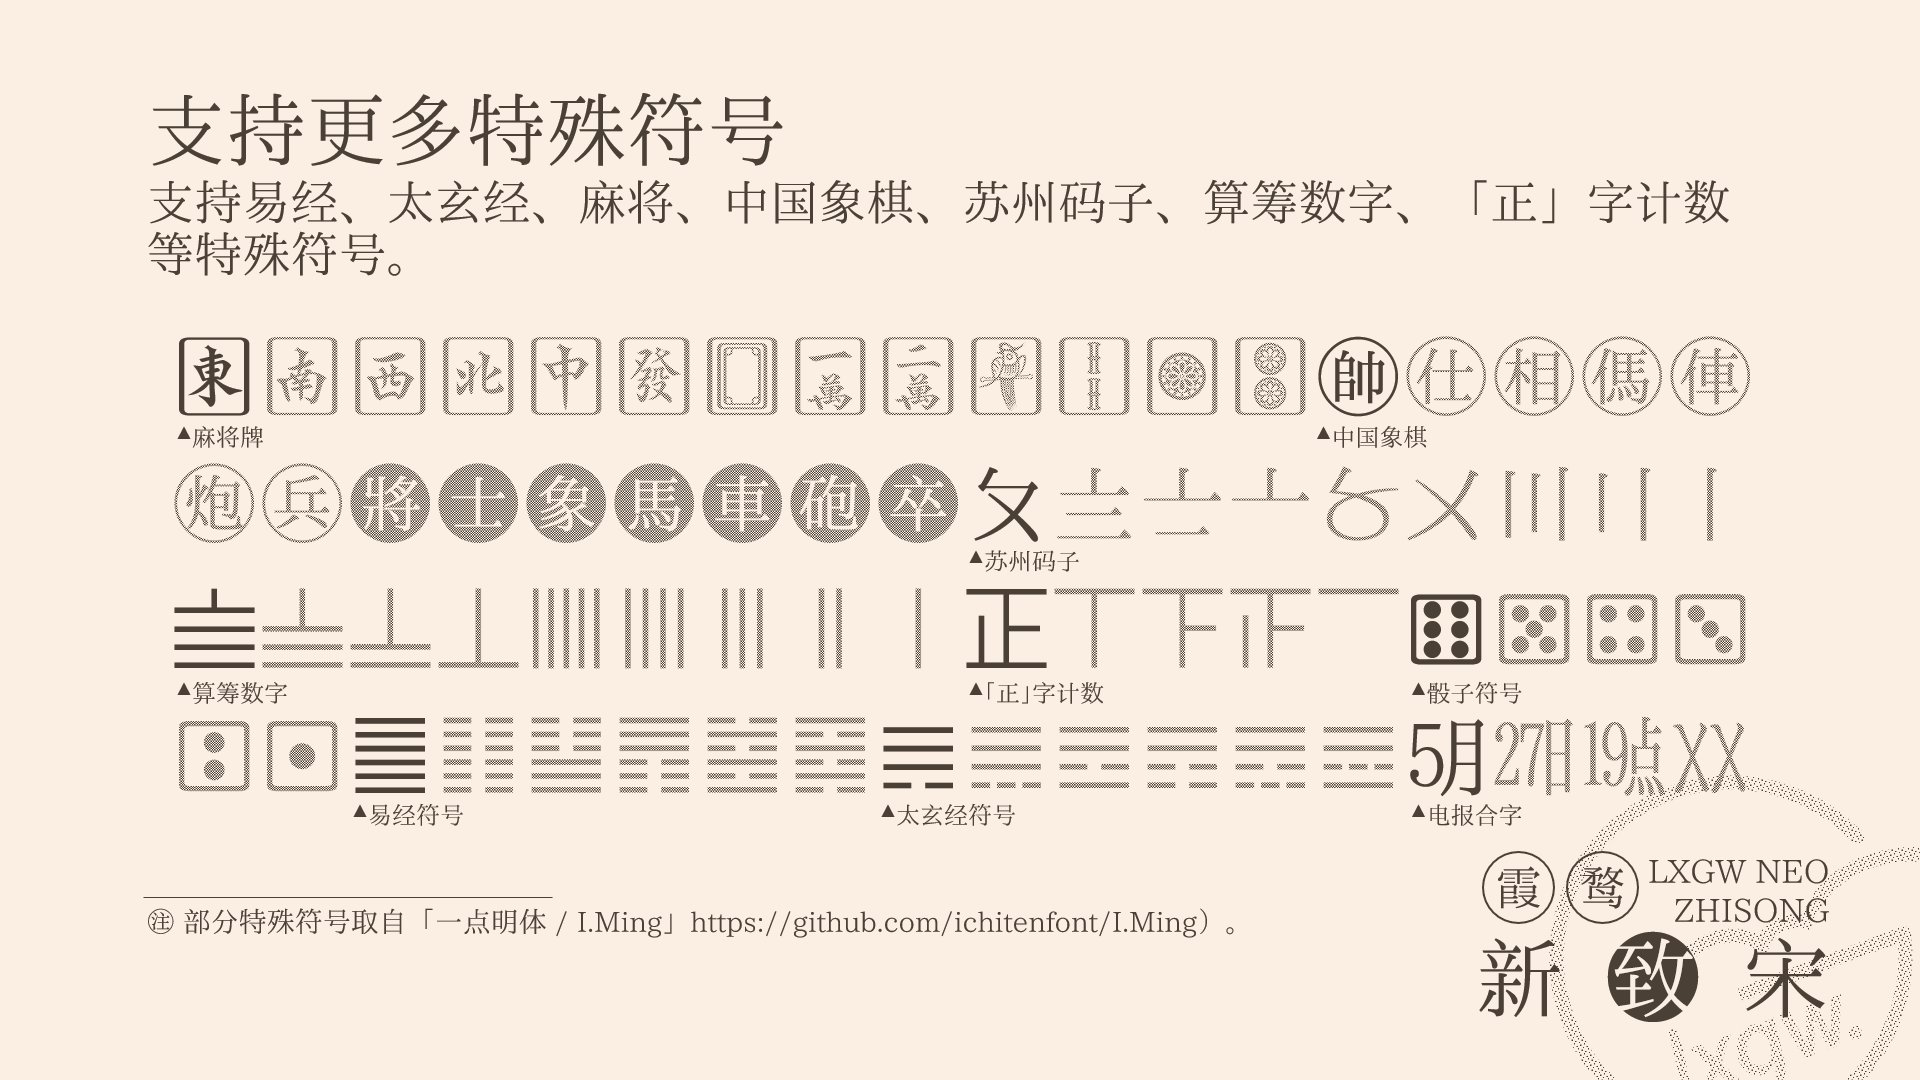 支持更多特殊符号
支持易经、太玄经、麻将、中国象棋、苏州码子、算筹数字、「正」字计数
等特殊符号。
東 南 西 北 中 發 一萬 二萬 帥 仕 相 傌 俥
▲麻将牌 ▲中国象棋
炮 兵 將 士 象 馬 車 砲 卒 〩 〨 〧 〦 〥 〤 〣 〢 〡
▲苏州码子
正
▲算筹数字 ▲「正」字计数 ▲骰子符号
5月 27日 19点 XX
▲易经符号 ▲太玄经符号 ▲电报合字
㊟ 部分特殊符号取自「一点明体 / I.Ming」https://github.com/ichitenfont/I.Ming）。
霞鹜 LXGW NEO
ZHISONG
新致宋
lxgw.